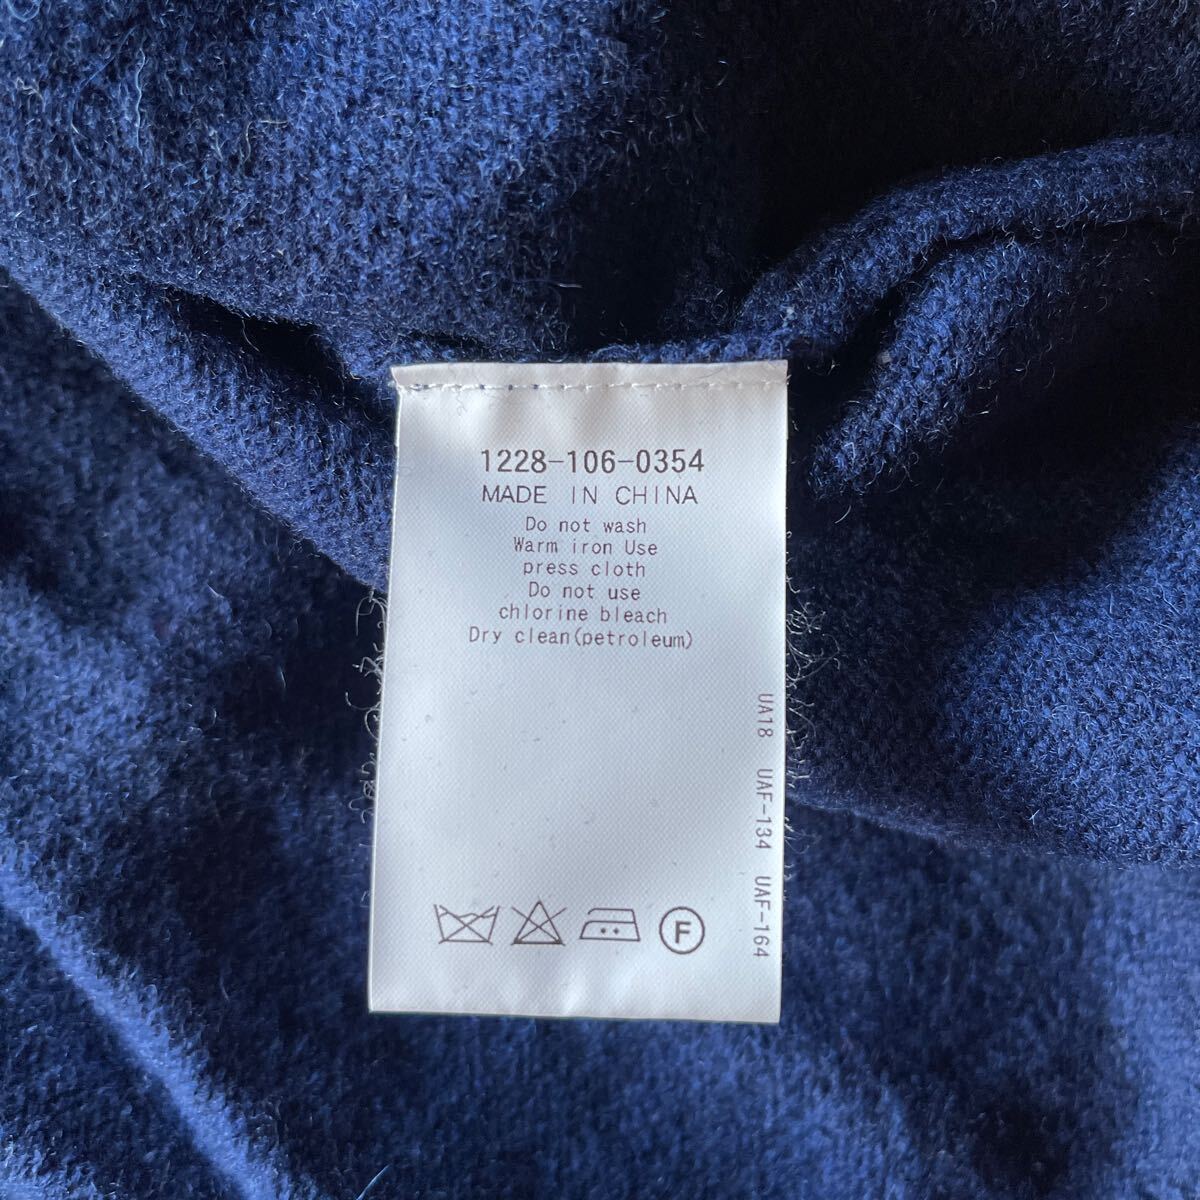 1228-106-0354
MADE IN CHINA
Do not wash
Warm iron Use
press cloth
Do not use
chlorine bleach
Dry clean(petroleum)
UA18 UAF-134 UAF-164
F